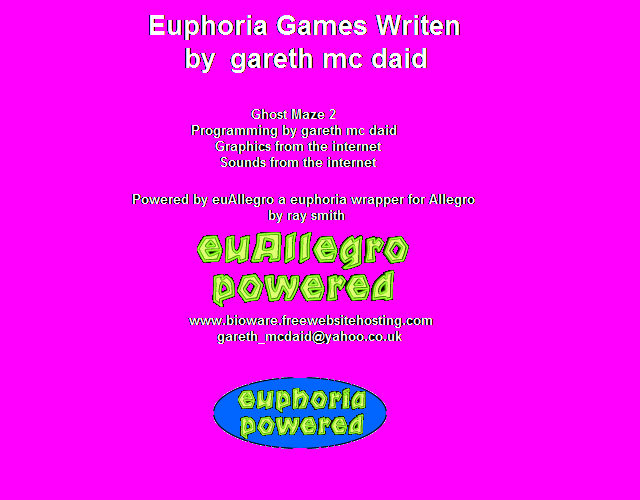 Euphoria Games Writen
by gareth mc daid
Ghost Maze 2
Programming by gareth mc daid
Graphics from the internet
Sounds from the internet
Powered by euAllegro a euphoria wrapper for Allegro
by ray smith
euAllegro
powered
www.bioware.freewebsitehosting.com
gareth_mcdaid@yahoo.co.uk
euphoria
powered